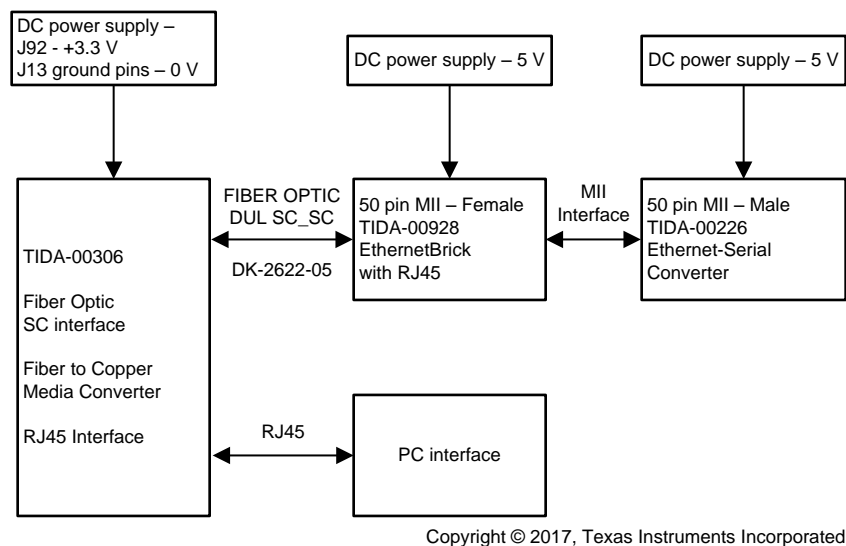 DC power supply –
J92 - +3.3 V
J13 ground pins – 0 V
DC power supply – 5 V
DC power supply – 5 V
TIDA-00306
Fiber Optic
SC interface
Fiber to Copper
Media Converter
RJ45 Interface
FIBER OPTIC
DUL SC_SC
DK-2622-05
50 pin MII – Female
TIDA-00928
EthernetBrick
with RJ45
MII
Interface
50 pin MII – Male
TIDA-00226
Ethernet-Serial
Converter
RJ45
PC interface
Copyright © 2017, Texas Instruments Incorporated